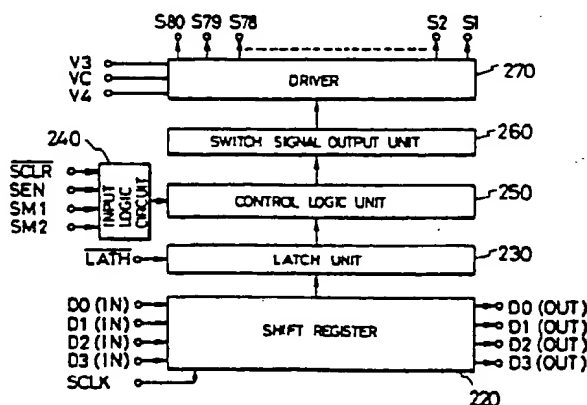 S80 S79 S78 S2 S1
V3
VC
V4
DRIVER
270
240
SWITCH SIGNAL OUTPUT UNIT
260
SCLR
SEN
SM1
SM2
INPUT
LOGIC
CIRCUIT
CONTROL LOGIC UNIT
250
LATH
LATCH UNIT
230
D0 (IN)
D1 (IN)
D2 (IN)
D3 (IN)
SCLK
SHIFT REGISTER
D0 (OUT)
D1 (OUT)
D2 (OUT)
D3 (OUT)
220